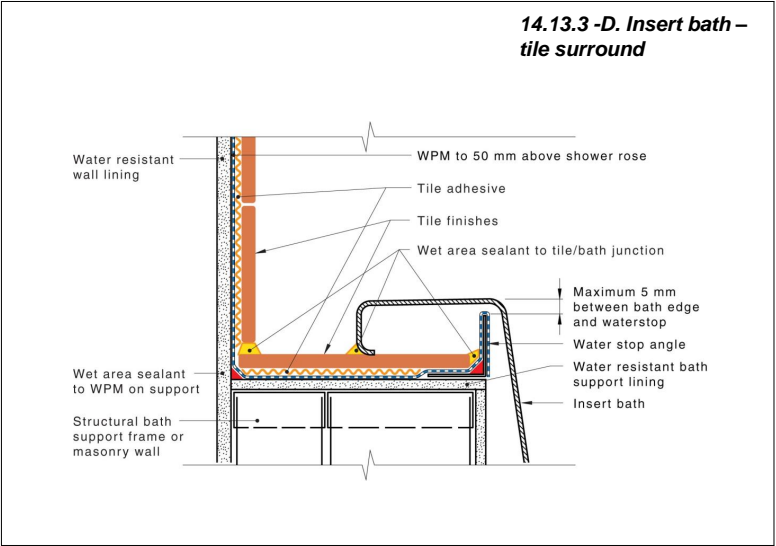 14.13.3 -D. Insert bath –
tile surround
Water resistant
wall lining
WPM to 50 mm above shower rose
Tile adhesive
Tile finishes
Wet area sealant to tile/bath junction
Maximum 5 mm
between bath edge
and waterstop
Water stop angle
Wet area sealant
to WPM on support
Water resistant bath
support lining
Insert bath
Structural bath
support frame or
masonry wall